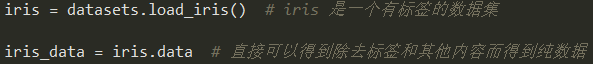 iris = datasets.load_iris()  # iris 是一个有标签的数据集
iris_data = iris.data  # 直接可以得到除去标签和其他内容而得到纯数据